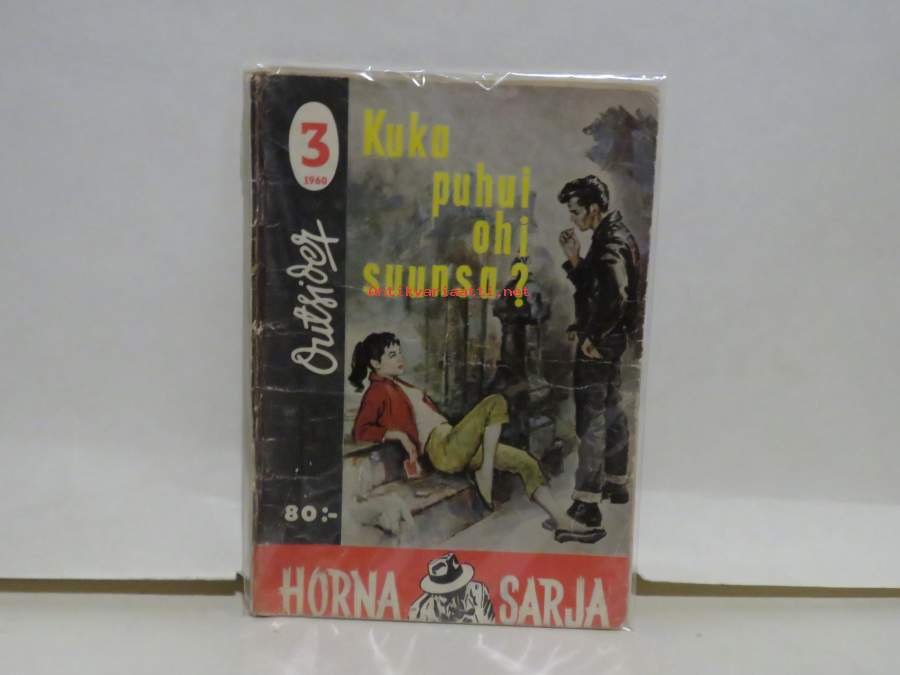 3
1960
Outsider
Kuka
puhui
ohi
suunsa?
Antikvariaatti.net
80:-
HORNA SARJA